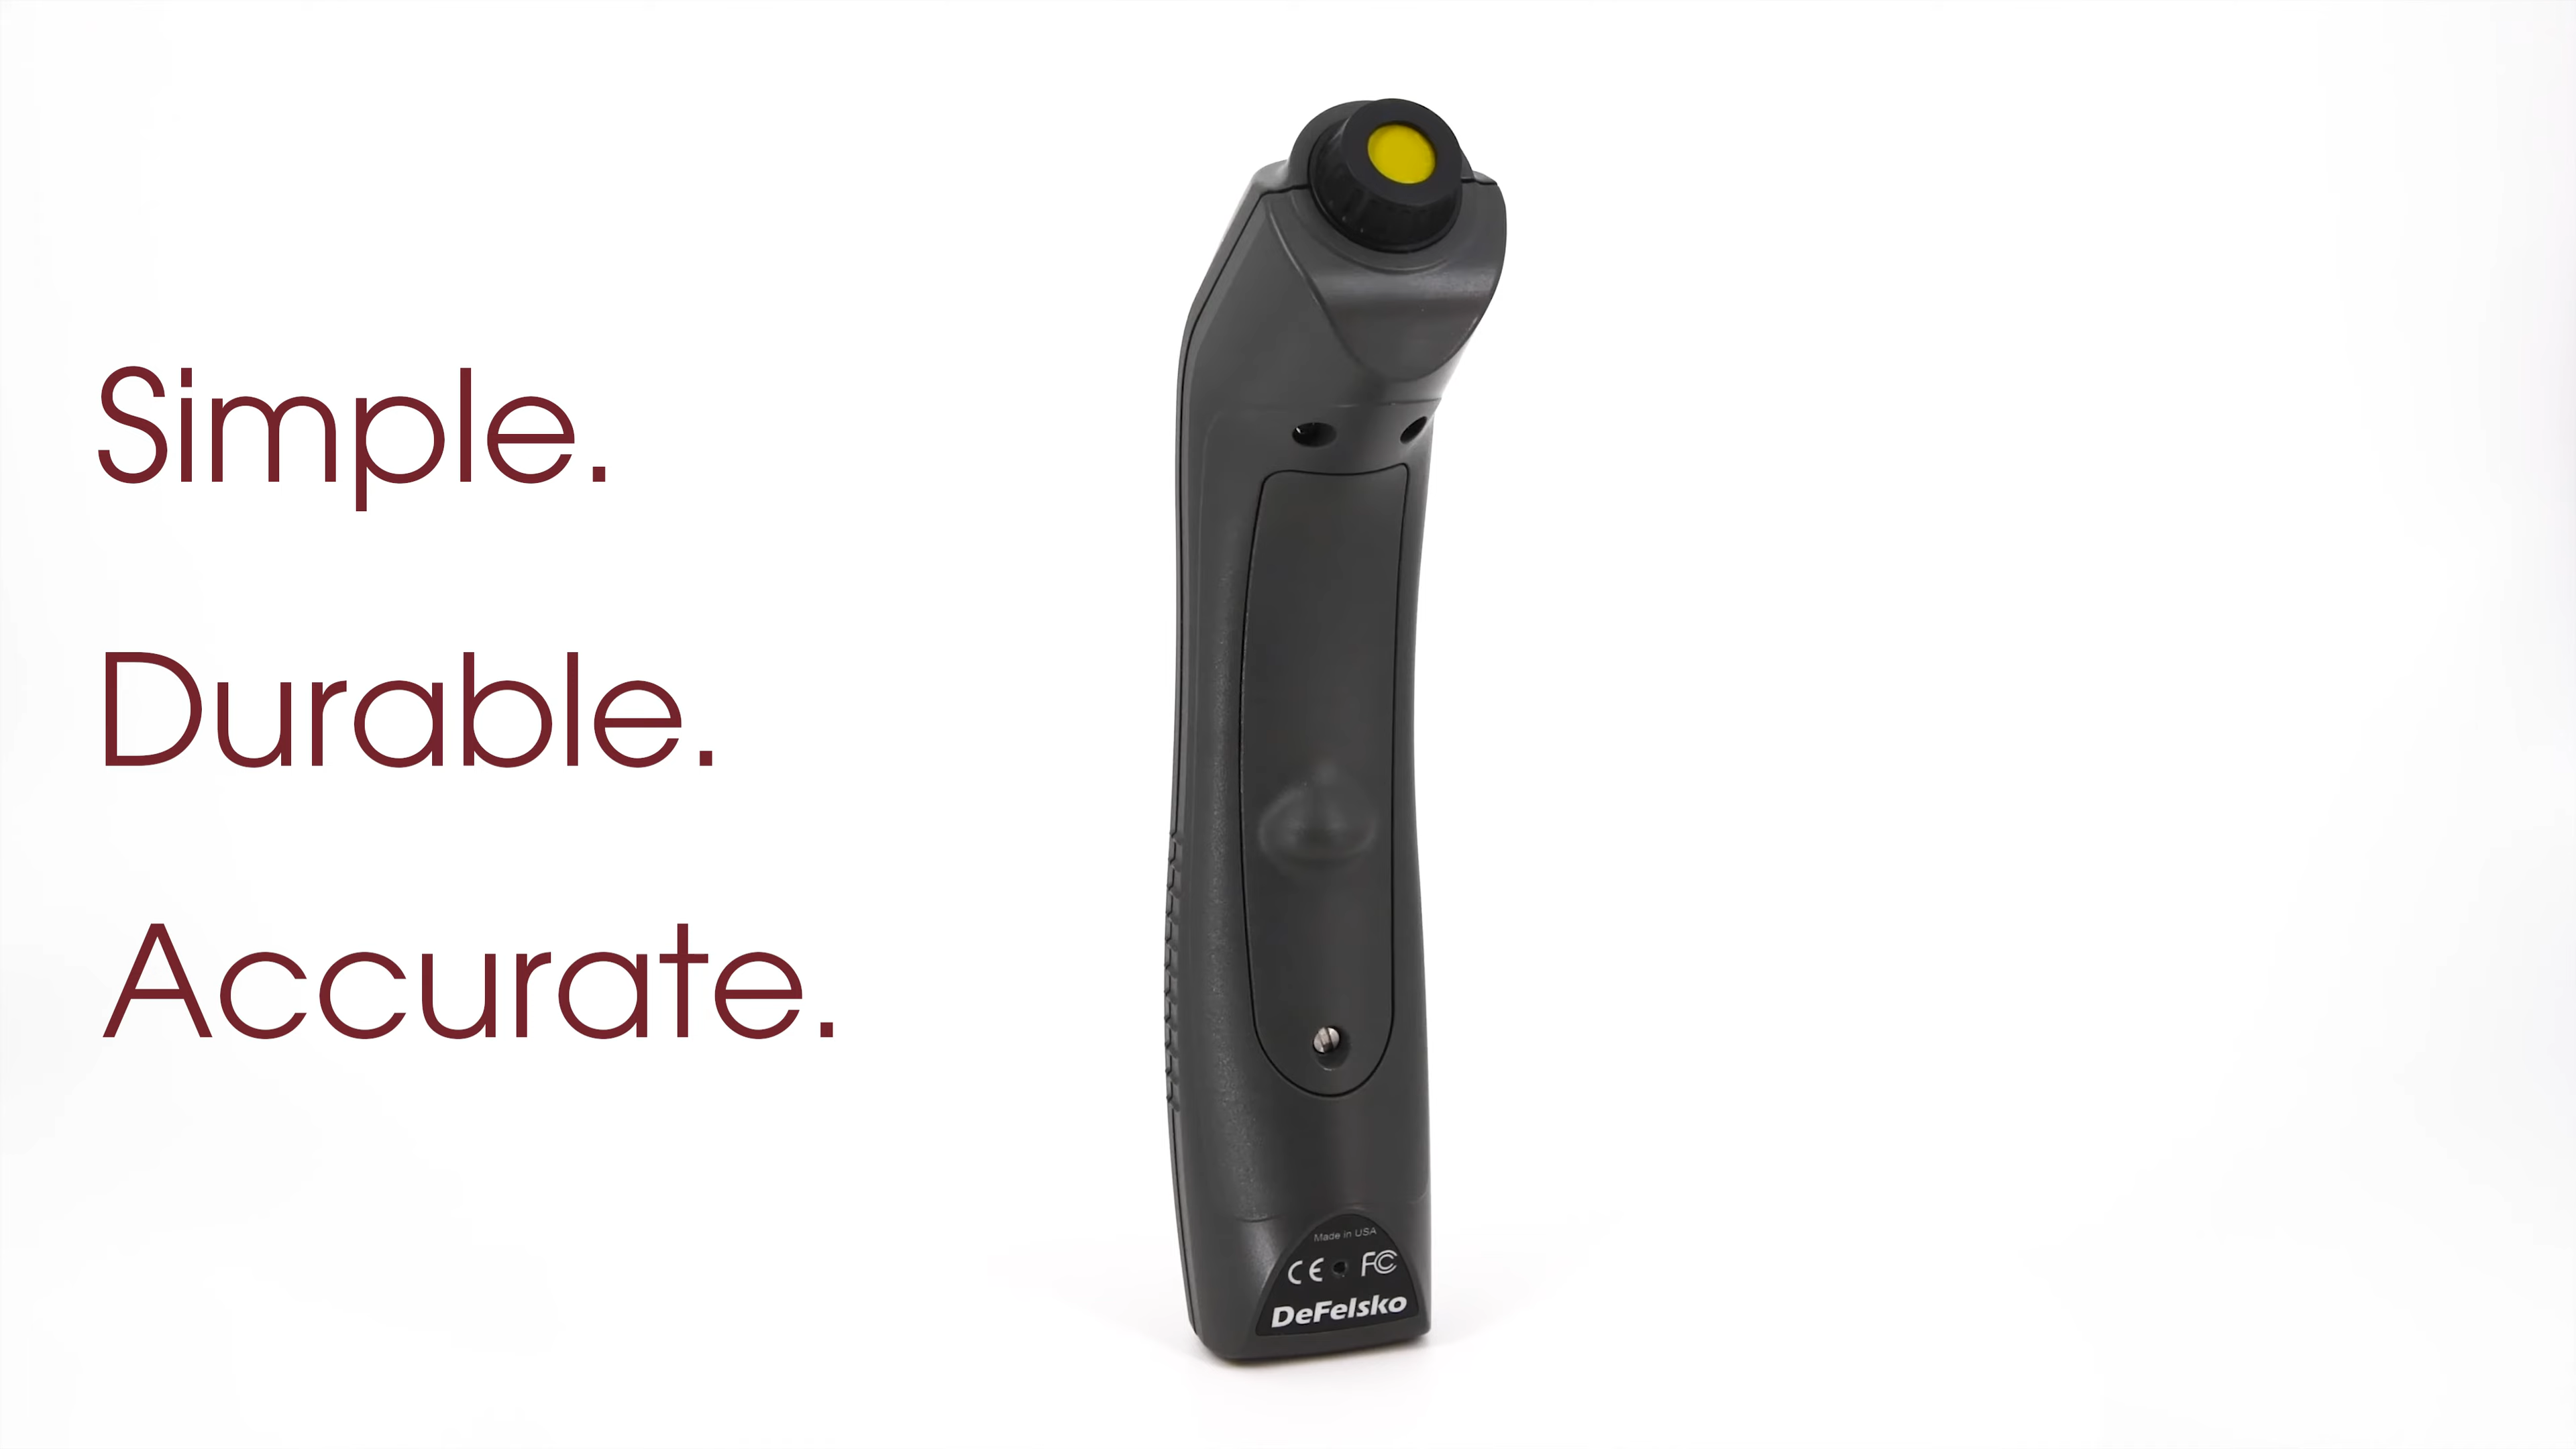 Simple.
Durable.
Accurate.
Made in USA
CE FC
DeFelsko